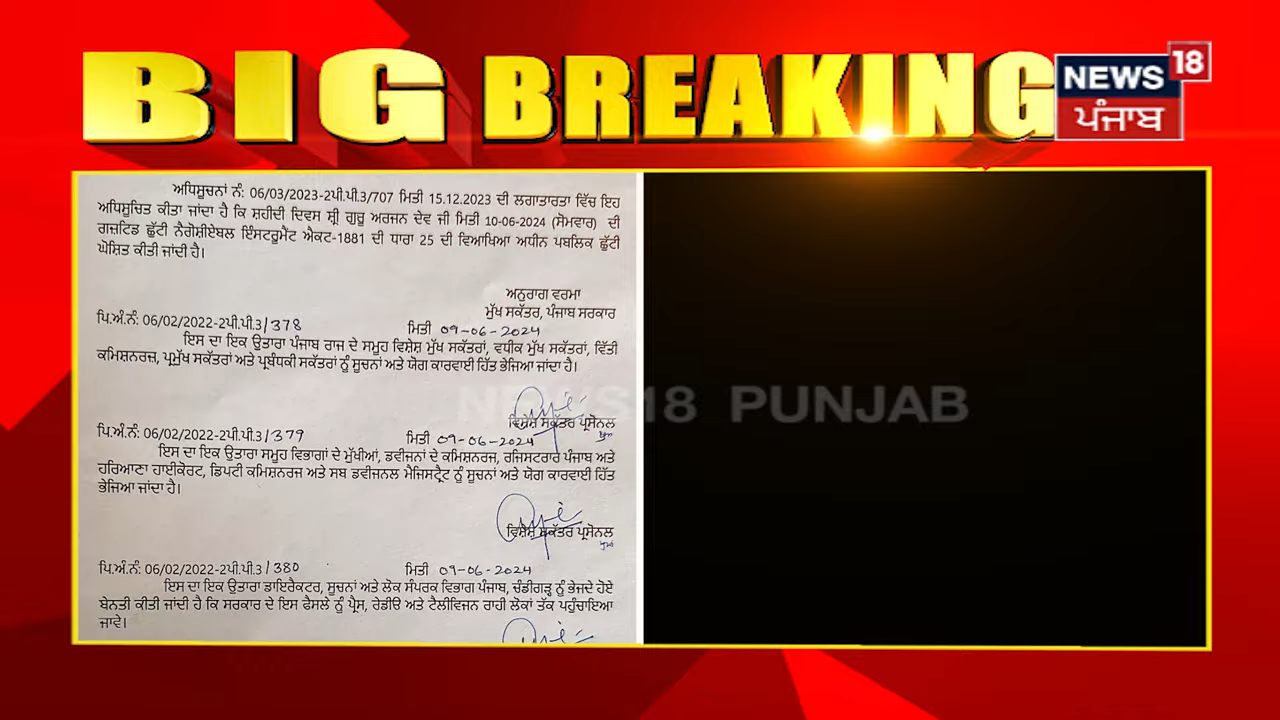 BIG BREAKING
NEWS 18
ਪੰਜਾਬ
ਅਧਿਸੂਚਨਾਂ ਨੰ: 06/03/2023-2ਪੀ.ਪੀ.3/707 ਮਿਤੀ 15.12.2023 ਦੀ ਲਗਾਤਾਰਤਾ ਵਿੱਚ ਇਹ
ਅਧਿਸੂਚਿਤ ਕੀਤਾ ਜਾਂਦਾ ਹੈ ਕਿ ਸ਼ਹੀਦੀ ਦਿਵਸ ਸ਼੍ਰੀ ਗੁਰੂ ਅਰਜਨ ਦੇਵ ਜੀ ਮਿਤੀ 10-06-2024 (ਸੋਮਵਾਰ) ਦੀ
ਗਜ਼ਟਿਡ ਛੁੱਟੀ ਨੈਗੋਸ਼ੀਏਬਲ ਇੰਸਟਰੂਮੈਂਟ ਐਕਟ-1881 ਦੀ ਧਾਰਾ 25 ਦੀ ਵਿਆਖਿਆ ਅਧੀਨ ਪਬਲਿਕ ਛੁੱਟੀ
ਘੋਸ਼ਿਤ ਕੀਤੀ ਜਾਂਦੀ ਹੈ।
ਅਨੁਰਾਗ ਵਰਮਾ
ਮੁੱਖ ਸਕੱਤਰ, ਪੰਜਾਬ ਸਰਕਾਰ
ਪਿ.ਅੰ.ਨੰ: 06/02/2022-2ਪੀ.ਪੀ.3/378 ਮਿਤੀ 09-06-2024
ਇਸ ਦਾ ਇਕ ਉਤਾਰਾ ਪੰਜਾਬ ਰਾਜ ਦੇ ਸਮੂਹ ਵਿਸ਼ੇਸ਼ ਮੁੱਖ ਸਕੱਤਰਾਂ, ਵਧੀਕ ਮੁੱਖ ਸਕੱਤਰਾਂ, ਵਿੱਤੀ
ਕਮਿਸ਼ਨਰਜ਼, ਪ੍ਰਮੁੱਖ ਸਕੱਤਰਾਂ ਅਤੇ ਪ੍ਰਬੰਧਕੀ ਸਕੱਤਰਾਂ ਨੂੰ ਸੂਚਨਾਂ ਅਤੇ ਯੋਗ ਕਾਰਵਾਈ ਹਿੱਤ ਭੇਜਿਆ ਜਾਂਦਾ ਹੈ।
NEWS18 PUNJAB
ਵਿਸ਼ੇਸ਼ ਸਕੱਤਰ ਪ੍ਰਸੋਨਲ
ਪਿ.ਅੰ.ਨੰ: 06/02/2022-2ਪੀ.ਪੀ.3/379 ਮਿਤੀ 09-06-2024
ਇਸ ਦਾ ਇਕ ਉਤਾਰਾ ਸਮੂਹ ਵਿਭਾਗਾਂ ਦੇ ਮੁੱਖੀਆਂ, ਡਵੀਜਨਾਂ ਦੇ ਕਮਿਸ਼ਨਰਜ, ਰਜਿਸਟਰਾਰ ਪੰਜਾਬ ਅਤੇ
ਹਰਿਆਣਾ ਹਾਈਕੋਰਟ, ਡਿਪਟੀ ਕਮਿਸ਼ਨਰਜ ਅਤੇ ਸਬ ਡਵੀਜਨਲ ਮੈਜਿਸਟ੍ਰੈਟ ਨੂੰ ਸੂਚਨਾਂ ਅਤੇ ਯੋਗ ਕਾਰਵਾਈ ਹਿੱਤ
ਭੇਜਿਆ ਜਾਂਦਾ ਹੈ।
ਵਿਸ਼ੇਸ਼ ਸਕੱਤਰ ਪ੍ਰਸੋਨਲ
ਪਿ.ਅੰ.ਨੰ: 06/02/2022-2ਪੀ.ਪੀ.3/380 ਮਿਤੀ 09-06-2024
ਇਸ ਦਾ ਇਕ ਉਤਾਰਾ ਡਾਇਰੈਕਟਰ, ਸੂਚਨਾਂ ਅਤੇ ਲੋਕ ਸੰਪਰਕ ਵਿਭਾਗ ਪੰਜਾਬ, ਚੰਡੀਗੜ੍ਹ ਨੂੰ ਭੇਜਦੇ ਹੋਏ
ਬੇਨਤੀ ਕੀਤੀ ਜਾਂਦੀ ਹੈ ਕਿ ਸਰਕਾਰ ਦੇ ਇਸ ਫੈਸਲੇ ਨੂੰ ਪ੍ਰੈਸ, ਰੇਡੀੳ ਅਤੇ ਟੈਲੀਵਿਜਨ ਰਾਹੀ ਲੋਕਾਂ ਤੱਕ ਪਹੁੰਚਾਇਆ
ਜਾਵੇ।